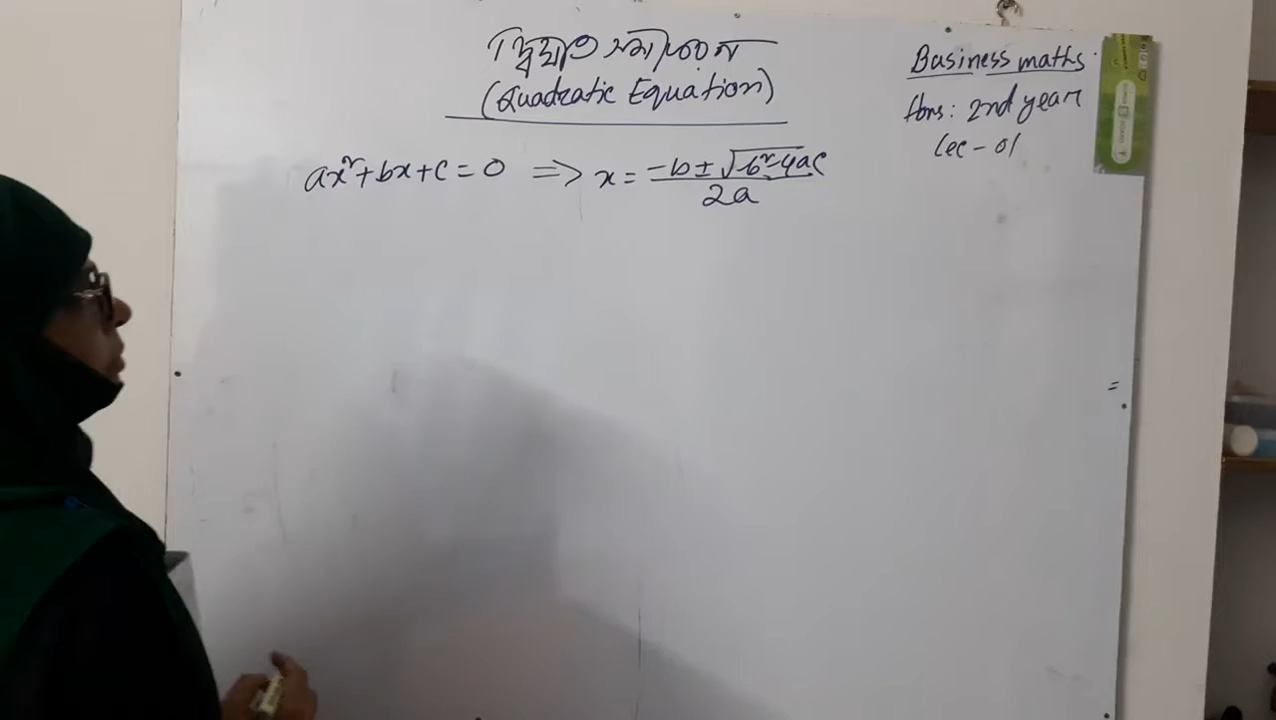 দ্বিঘাত সমীকরণ
(Quadratic Equation)
ax²+bx+c=0 => x = -b±√b²-4ac / 2a
Business maths
Hons: 2nd year
Lec-01